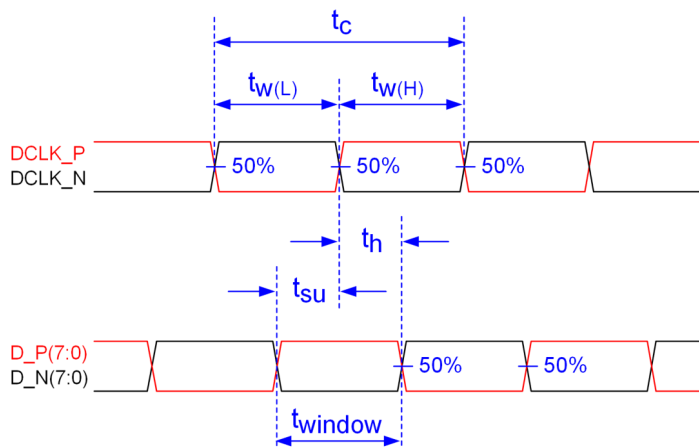 tc
tw(L) tw(H)
DCLK_P
DCLK_N
50% 50% 50%
th
tsu
D_P(7:0)
D_N(7:0)
50% 50%
twindow